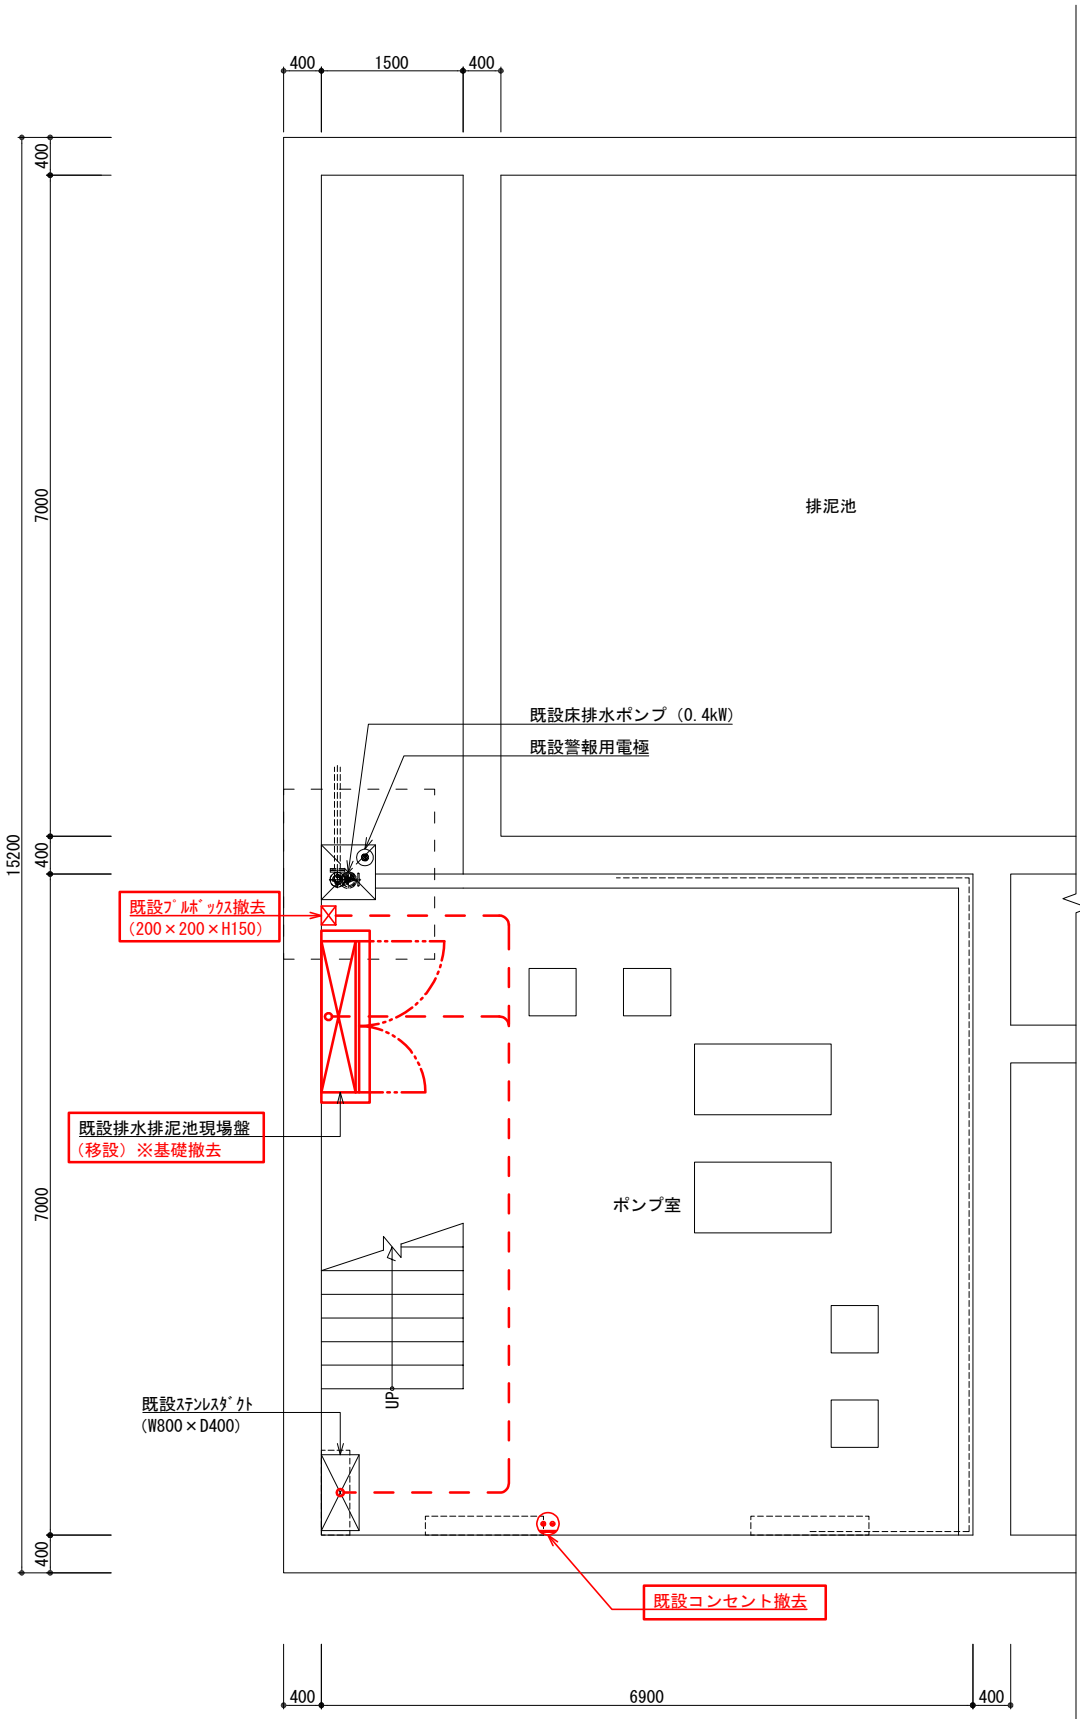 400
1500
400
400
7000
400
15200
7000
400
排泥池
既設床排水ポンプ (0.4kW)
既設警報用電極
既設ﾌﾟﾙﾎﾞｯｸｽ撤去
(200×200×H150)
既設排水排泥池現場盤
(移設) ※基礎撤去
ポンプ室
UP
既設ｽﾃﾝﾚｽﾀﾞｸﾄ
(W800×D400)
既設コンセント撤去
400
6900
400